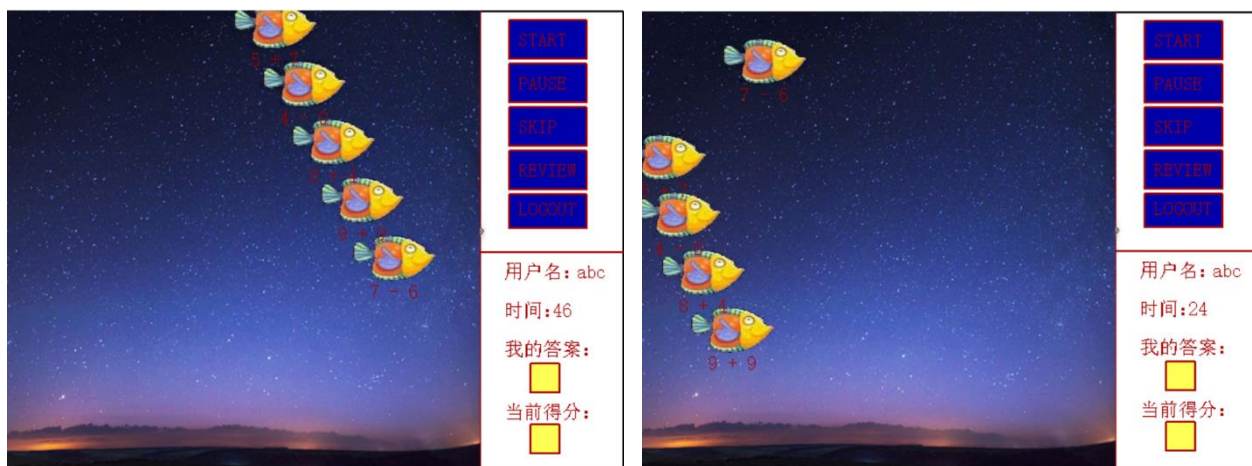 START
PAUSE
SKIP
REVIEW
LOGOUT
7 - 6
用户名: abc
时间:46
我的答案:
当前得分:
7 - 6
8 + 4
9 + 9
START
PAUSE
SKIP
REVIEW
LOGOUT
用户名: abc
时间:24
我的答案:
当前得分: